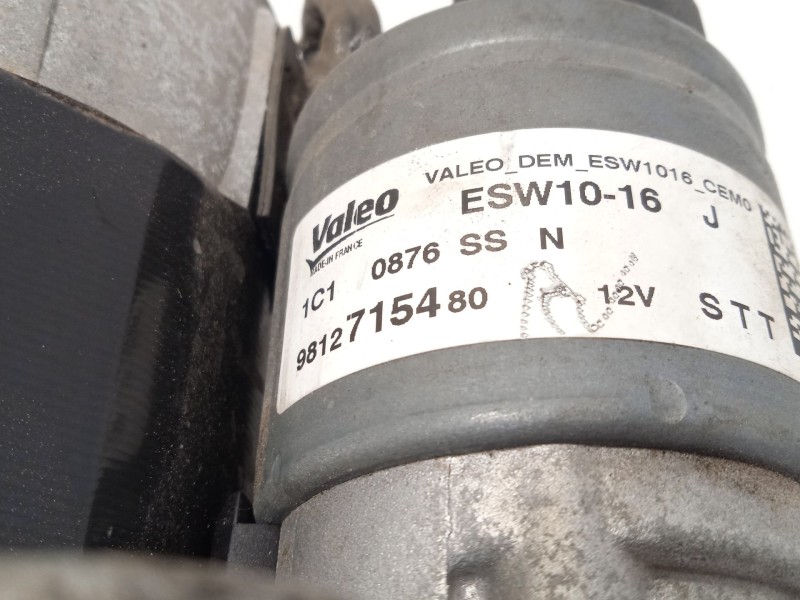 VALEO_DEM_ESW1016_CEM0
Valeo ESW10-16 J
MADE IN FRANCE
1C1 0876 SS N
9812715480 12V STT